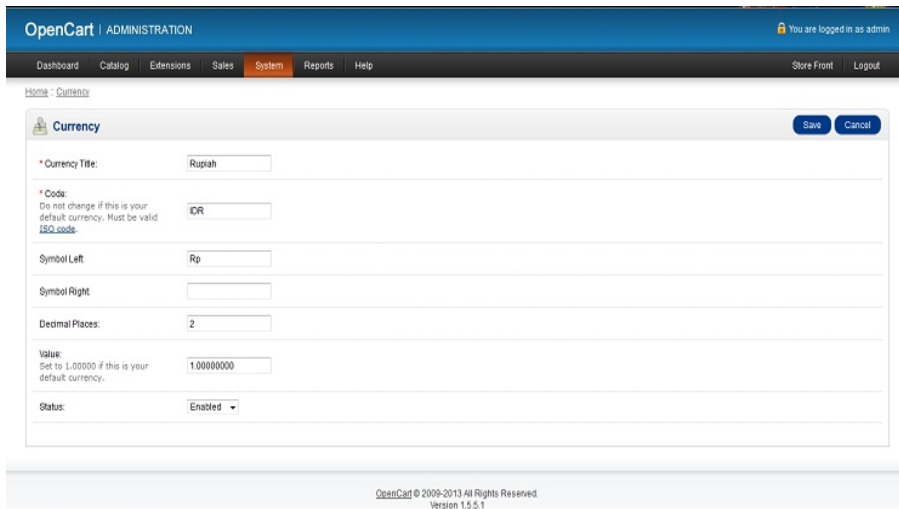 OpenCart | ADMINISTRATION
You are logged in as admin
Dashboard Catalog Extensions Sales System Reports Help Store Front Logout
Home :: Currency
Currency
Save Cancel
* Currency Title: Rupiah
* Code:
Do not change if this is your
default currency. Must be valid
ISO code.
IDR
Symbol Left: Rp
Symbol Right:
Decimal Places: 2
Value:
Set to 1.00000 if this is your
default currency.
1.00000000
Status: Enabled
OpenCart © 2009-2013 All Rights Reserved.
Version 1.5.5.1